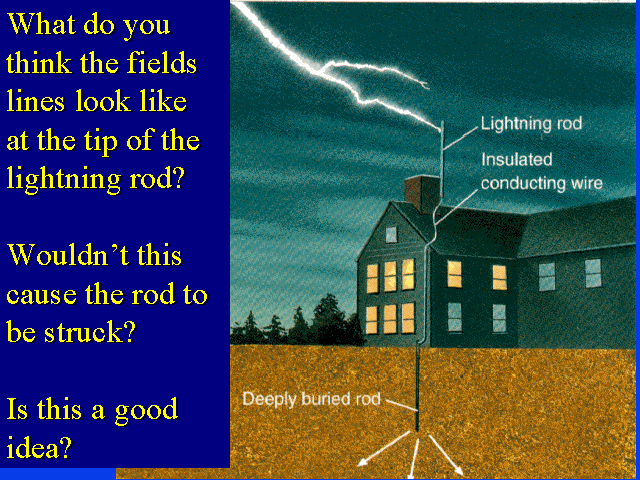 What do you
think the fields
lines look like
at the tip of the
lightning rod?
Wouldn't this
cause the rod to
be struck?
Is this a good
idea?
Lightning rod
Insulated
conducting wire
Deeply buried rod